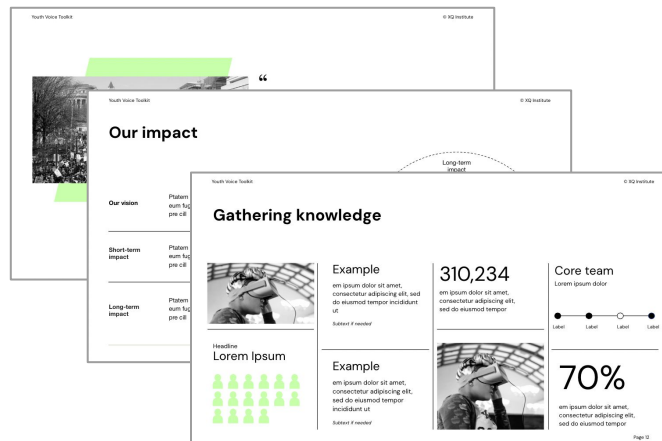 Youth Voice Toolkit
© XQ Institute
“
Youth Voice Toolkit
© XQ Institute
Our impact
Long-term
impact
Our vision
Ptatem
eum fug
pre cill
Short-term
impact
Ptatem
eum fug
pre cill
Long-term
impact
Ptatem
eum fug
pre cill
Youth Voice Toolkit
© XQ Institute
Gathering knowledge
Example
em ipsum dolor sit amet,
consectetur adipiscing elit, sed
do eiusmod tempor incididunt
ut
Subtext if needed
310,234
em ipsum dolor sit amet,
consectetur adipiscing elit,
sed do eiusmod tempor
Core team
Lorem ipsum dolor
Label
Label
Label
Label
Headline
Lorem Ipsum
Example
em ipsum dolor sit amet,
consectetur adipiscing elit,
sed do eiusmod tempor
incididunt ut
Subtext if needed
70%
em ipsum dolor sit amet,
consectetur adipiscing elit,
sed do eiusmod tempor
Page 12